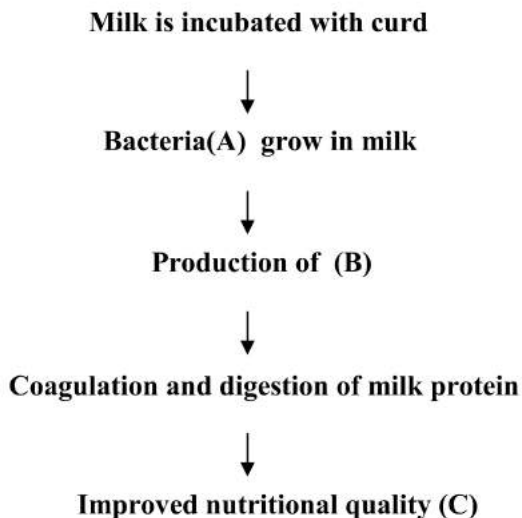 Milk is incubated with curd
Bacteria(A) grow in milk
Production of (B)
Coagulation and digestion of milk protein
Improved nutritional quality (C)